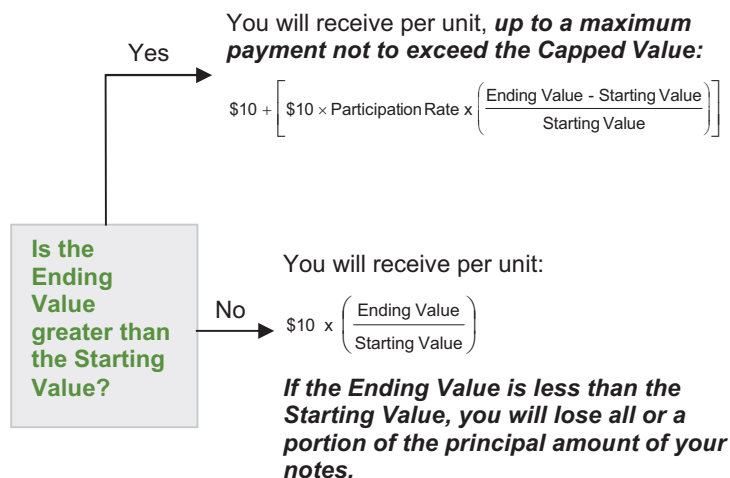 You will receive per unit, up to a maximum
payment not to exceed the Capped Value:
Yes
$10 + [ $10 × Participation Rate x ( Ending Value - Starting Value
Starting Value ) ]
Is the
Ending
Value
greater than
the Starting
Value?
No
You will receive per unit:
$10 x ( Ending Value
Starting Value )
If the Ending Value is less than the
Starting Value, you will lose all or a
portion of the principal amount of your
notes.